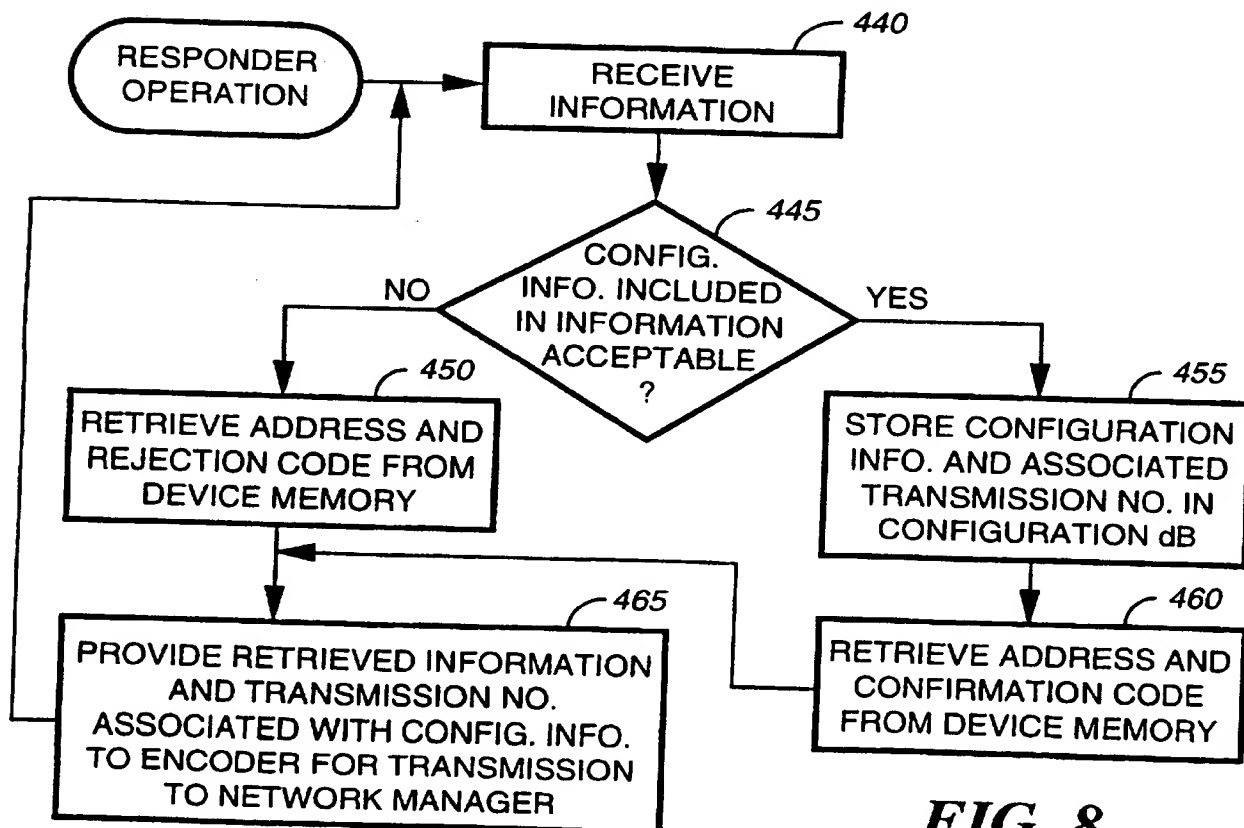 RESPONDER
OPERATION
440
RECEIVE
INFORMATION
445
CONFIG.
INFO. INCLUDED
IN INFORMATION
ACCEPTABLE
?
NO
YES
450
RETRIEVE ADDRESS AND
REJECTION CODE FROM
DEVICE MEMORY
455
STORE CONFIGURATION
INFO. AND ASSOCIATED
TRANSMISSION NO. IN
CONFIGURATION dB
460
RETRIEVE ADDRESS AND
CONFIRMATION CODE
FROM DEVICE MEMORY
465
PROVIDE RETRIEVED INFORMATION
AND TRANSMISSION NO.
ASSOCIATED WITH CONFIG. INFO.
TO ENCODER FOR TRANSMISSION
TO NETWORK MANAGER
FIG. 8